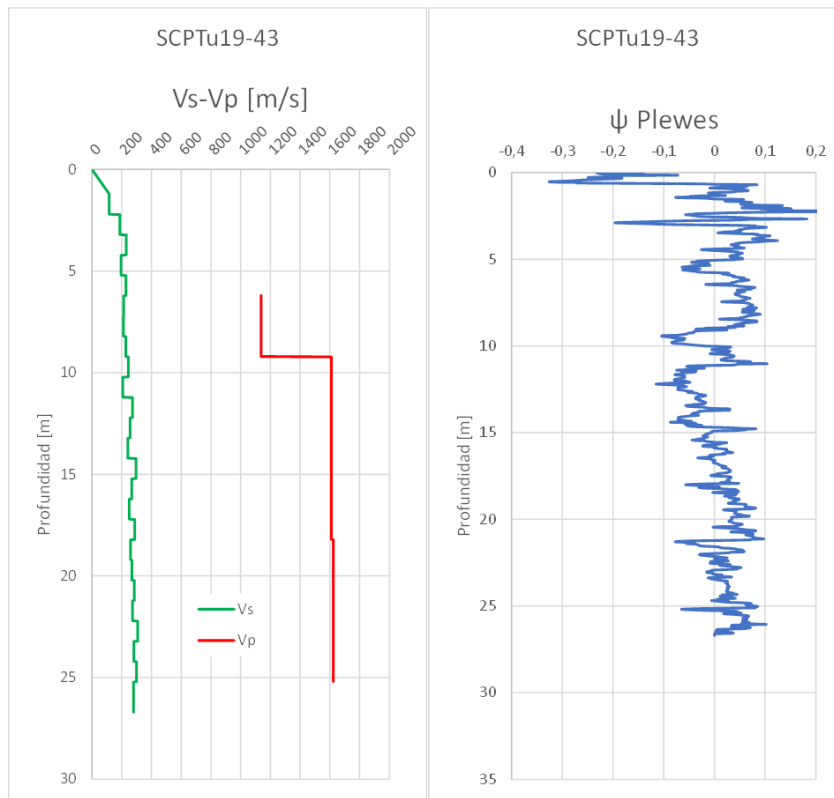 SCPTu19-43
Vs-Vp [m/s]
0 200 400 600 800 1000 1200 1400 1600 1800 2000
0
5
10
15
20
25
30
Profundidad [m]
Vs
Vp
SCPTu19-43
ψ Plewes
-0,4 -0,3 -0,2 -0,1 0 0,1 0,2
0
5
10
15
20
25
30
35
Profundidad [m]